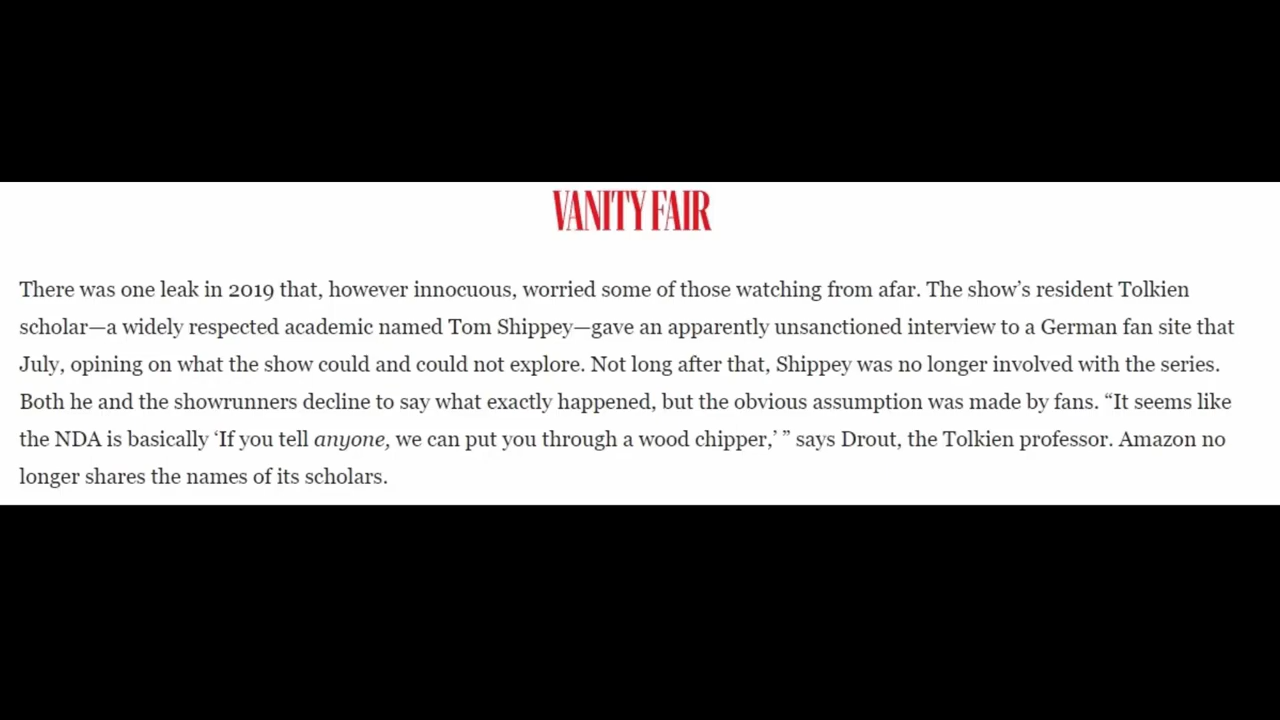 VANITY FAIR
There was one leak in 2019 that, however innocuous, worried some of those watching from afar. The show’s resident Tolkien
scholar—a widely respected academic named Tom Shippey—gave an apparently unsanctioned interview to a German fan site that
July, opining on what the show could and could not explore. Not long after that, Shippey was no longer involved with the series.
Both he and the showrunners decline to say what exactly happened, but the obvious assumption was made by fans. “It seems like
the NDA is basically ‘If you tell anyone, we can put you through a wood chipper,’ ” says Drout, the Tolkien professor. Amazon no
longer shares the names of its scholars.